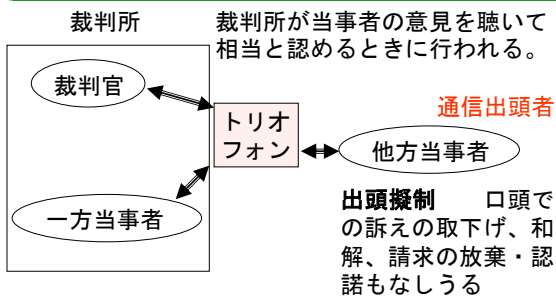 裁判所
裁判所が当事者の意見を聴いて
相当と認めるときに行われる。
裁判官
トリオ
フォン
通信出頭者
他方当事者
一方当事者
出頭擬制　口頭で
の訴えの取下げ、和
解、請求の放棄・認
諾もなしうる